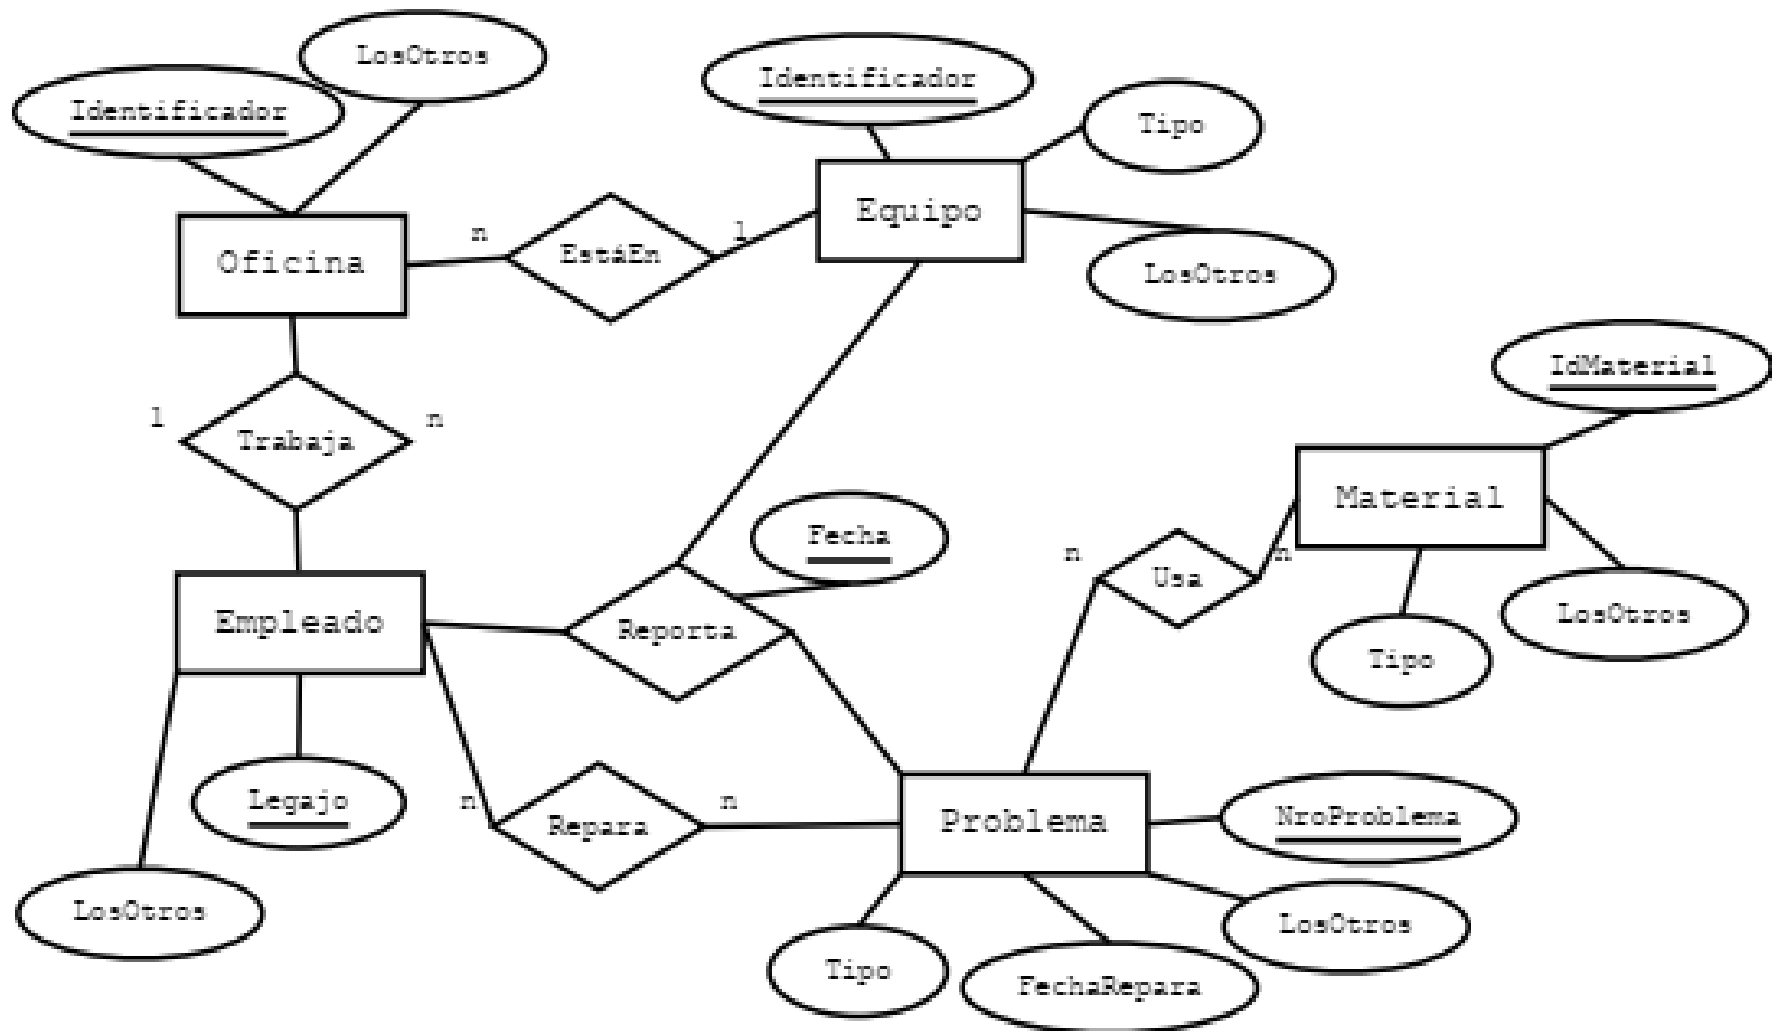 LosOtros
Identificador
Identificador
Tipo
Equipo
Oficina
n
EstáEn
1
LosOtros
IdMaterial
1
Trabaja
n
Material
Fecha
n
Usa
n
Empleado
Reporta
LosOtros
Tipo
Legajo
n
Repara
n
Problema
NroProblema
LosOtros
LosOtros
Tipo
FechaRepara